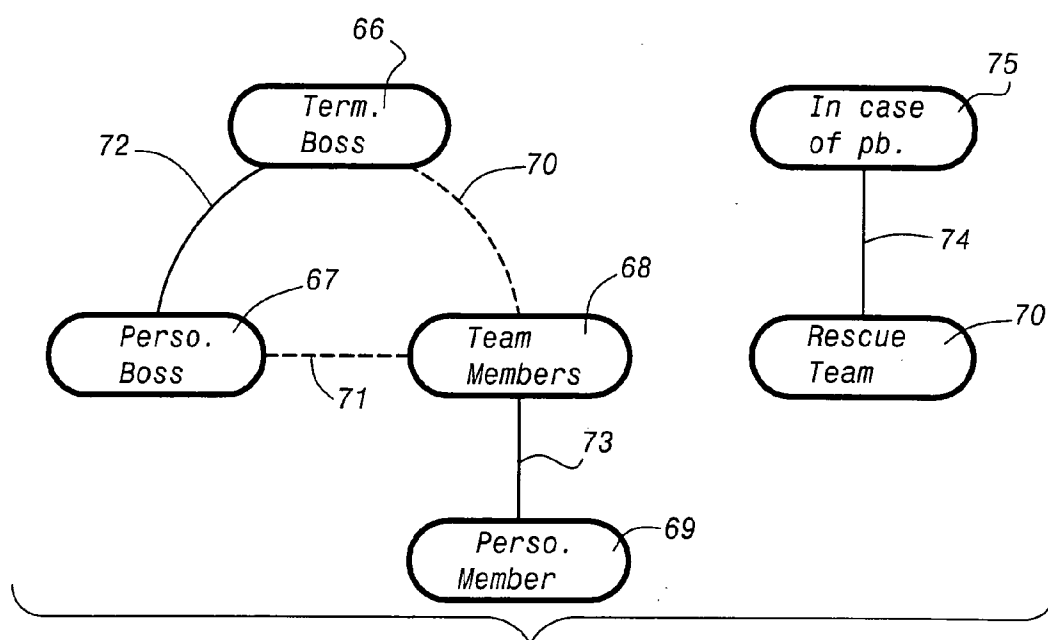 66
Term.
Boss
72
70
75
In case
of pb.
74
67
Perso.
Boss
71
68
Team
Members
70
Rescue
Team
73
69
Perso.
Member